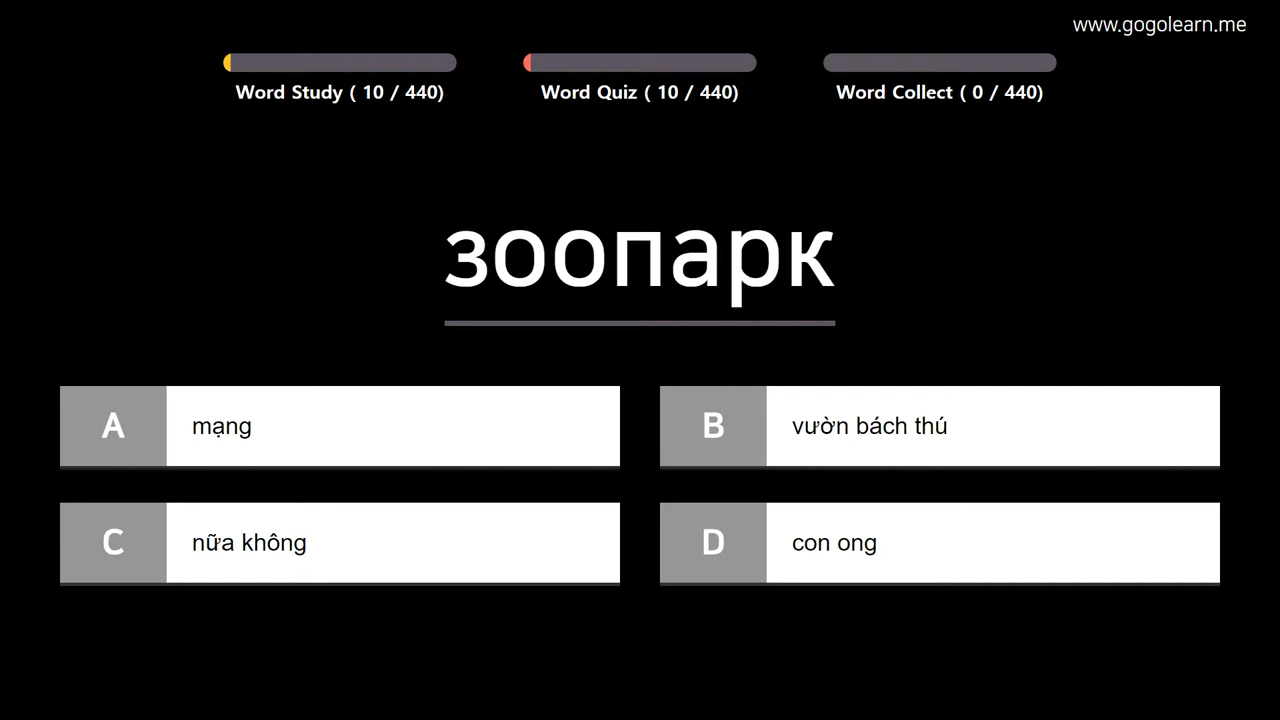 www.gogolearn.me
Word Study ( 10 / 440)
Word Quiz ( 10 / 440)
Word Collect ( 0 / 440)
зоопарк
A mạng
B vườn bách thú
C nữa không
D con ong